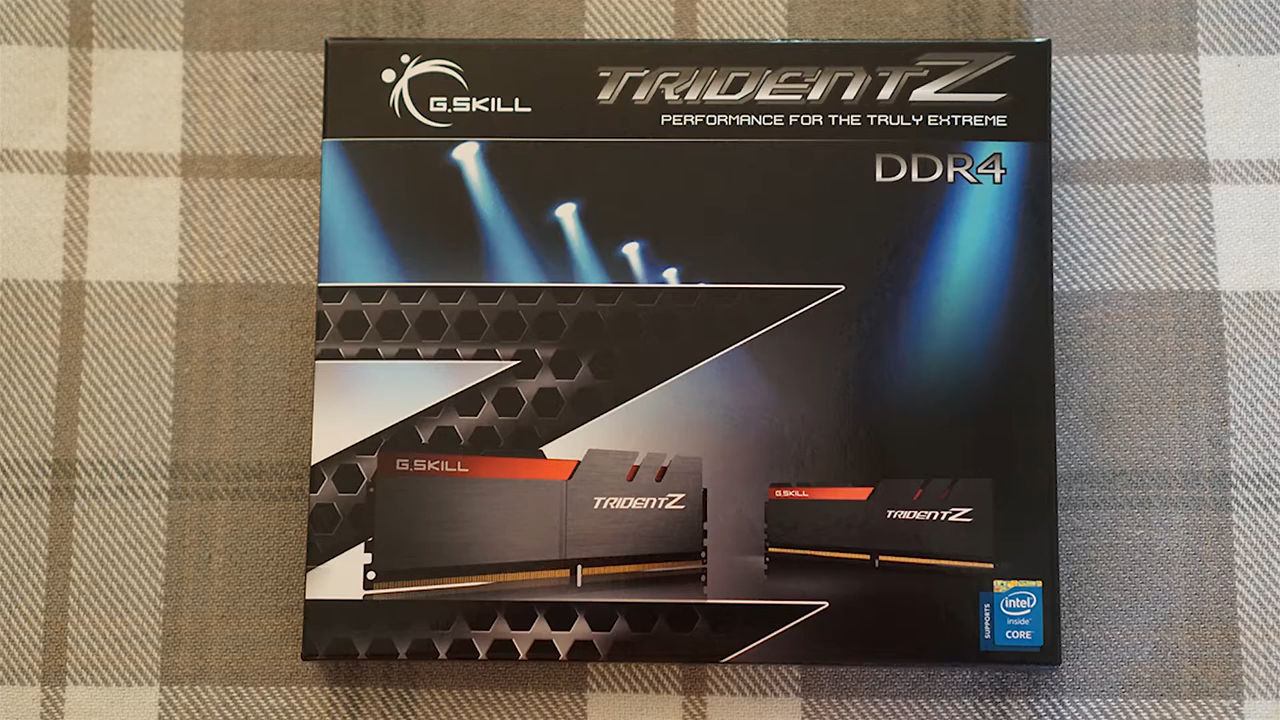 G.SKILL
TRIDENTZ
PERFORMANCE FOR THE TRULY EXTREME
DDR4
G.SKILL
TRIDENTZ
G.SKILL
TRIDENTZ
SUPPORTS
intel
inside
CORE